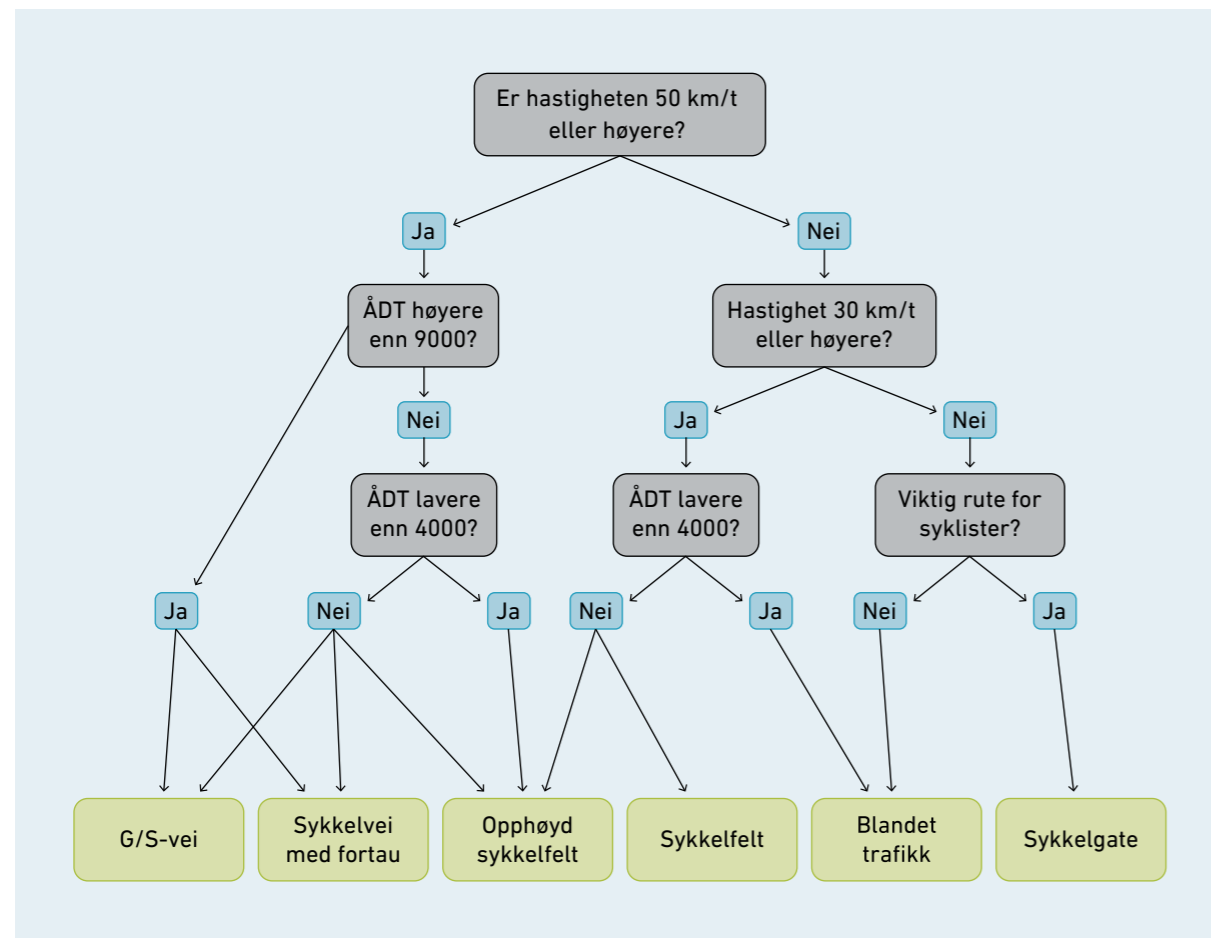 Er hastigheten 50 km/t
eller høyere?
Ja
Nei
ÅDT høyere
enn 9000?
Hastighet 30 km/t
eller høyere?
Nei
Ja
Nei
ÅDT lavere
enn 4000?
ÅDT lavere
enn 4000?
Viktig rute for
syklister?
Ja
Nei
Ja
Nei
Ja
Nei
Ja
G/S-vei
Sykkelvei
med fortau
Opphøyd
sykkelfelt
Sykkelfelt
Blandet
trafikk
Sykkelgate